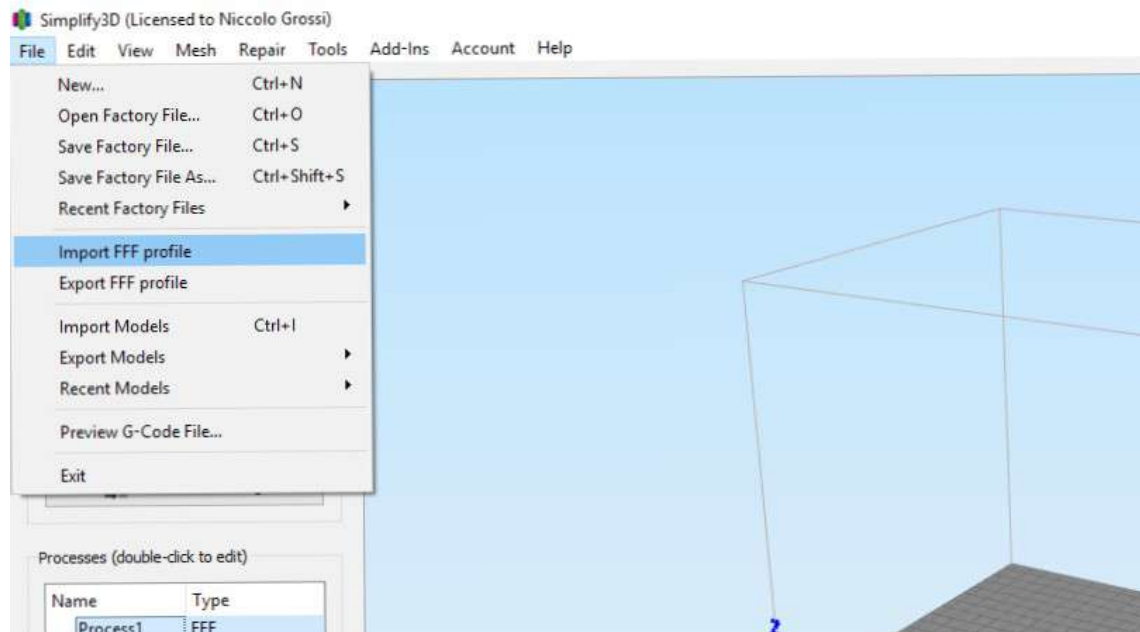 Simplify3D (Licensed to Niccolo Grossi)
File Edit View Mesh Repair Tools Add-Ins Account Help
New... Ctrl+N
Open Factory File... Ctrl+O
Save Factory File... Ctrl+S
Save Factory File As... Ctrl+Shift+S
Recent Factory Files
Import FFF profile
Export FFF profile
Import Models Ctrl+I
Export Models
Recent Models
Preview G-Code File...
Exit
Processes (double-click to edit)
Name Type
Process1 FFF